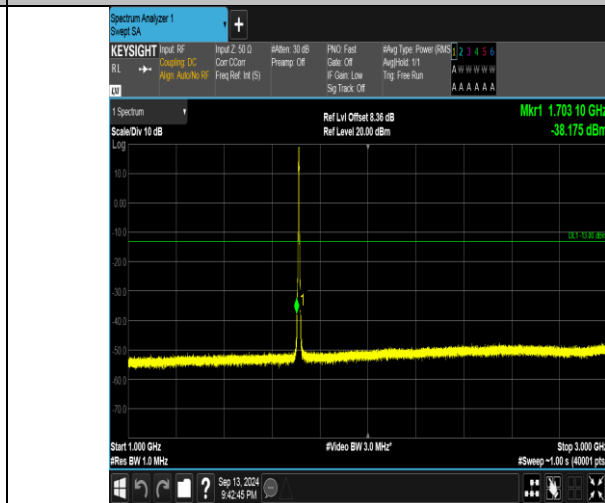 Spectrum Analyzer 1
Swept SA
+
KEYSIGHT
RL
Input: RF
Coupling: DC
Align: Auto/No RF
Input Z: 50 Ω
Corr CCorr
Freq Ref: Int (S)
#Atten: 30 dB
Preamp: Off
PNO: Fast
Gate: Off
IF Gain: Low
Sig Track: Off
#Avg Type: Power (RMS
Avg|Hold: 1/1
Trig: Free Run
1 2 3 4 5 6
A W W W W W
A A A A A A
1 Spectrum
Scale/Div 10 dB
Ref Lvl Offset 8.36 dB
Ref Level 20.00 dBm
Mkr1 1.703 10 GHz
-38.175 dBm
Log
10.0
0.00
-10.0
DL1 -13.00 dBm
-20.0
-30.0
1
-40.0
-50.0
-60.0
-70.0
Start 1.000 GHz
#Res BW 1.0 MHz
#Video BW 3.0 MHz*
Stop 3.000 GHz
#Sweep ~1.00 s (40001 pts
?
Sep 13, 2024
9:42:45 PM